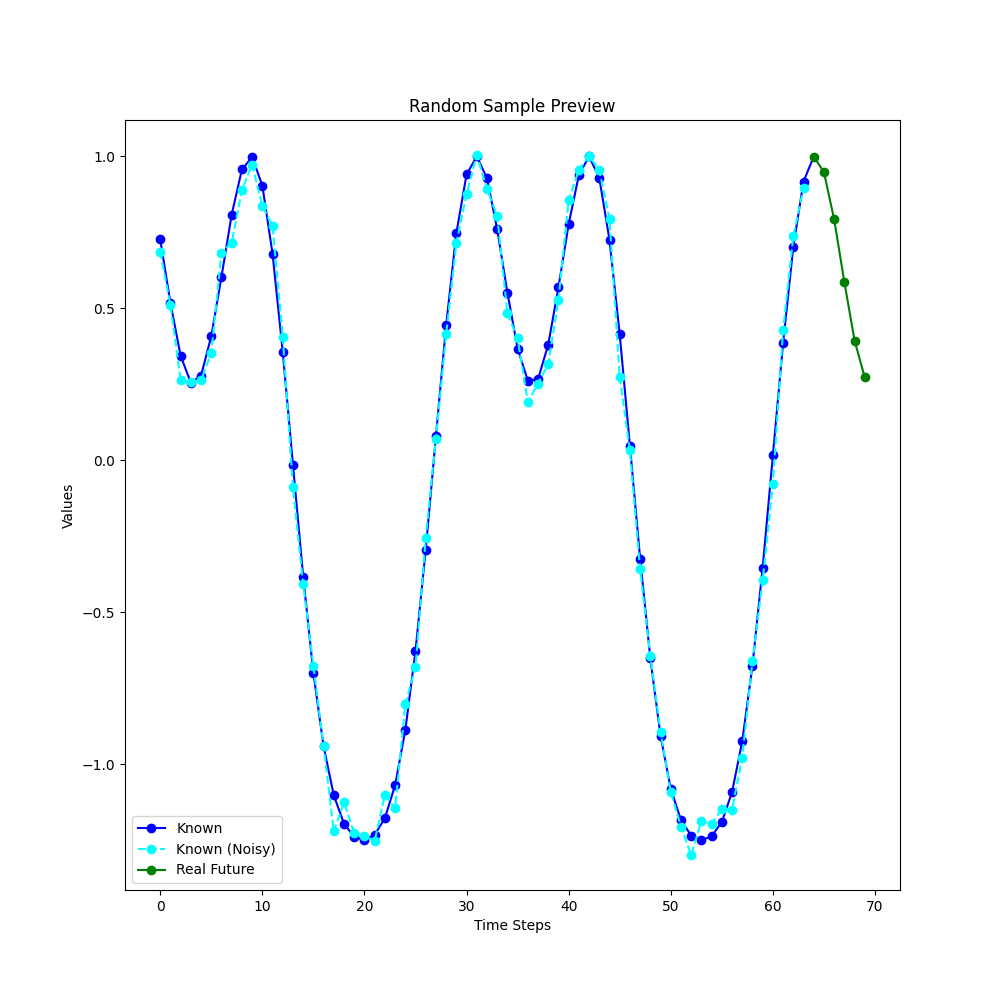 Random Sample Preview
Values
1.0
0.5
0.0
−0.5
−1.0
Known
Known (Noisy)
Real Future
0 10 20 30 40 50 60 70
Time Steps